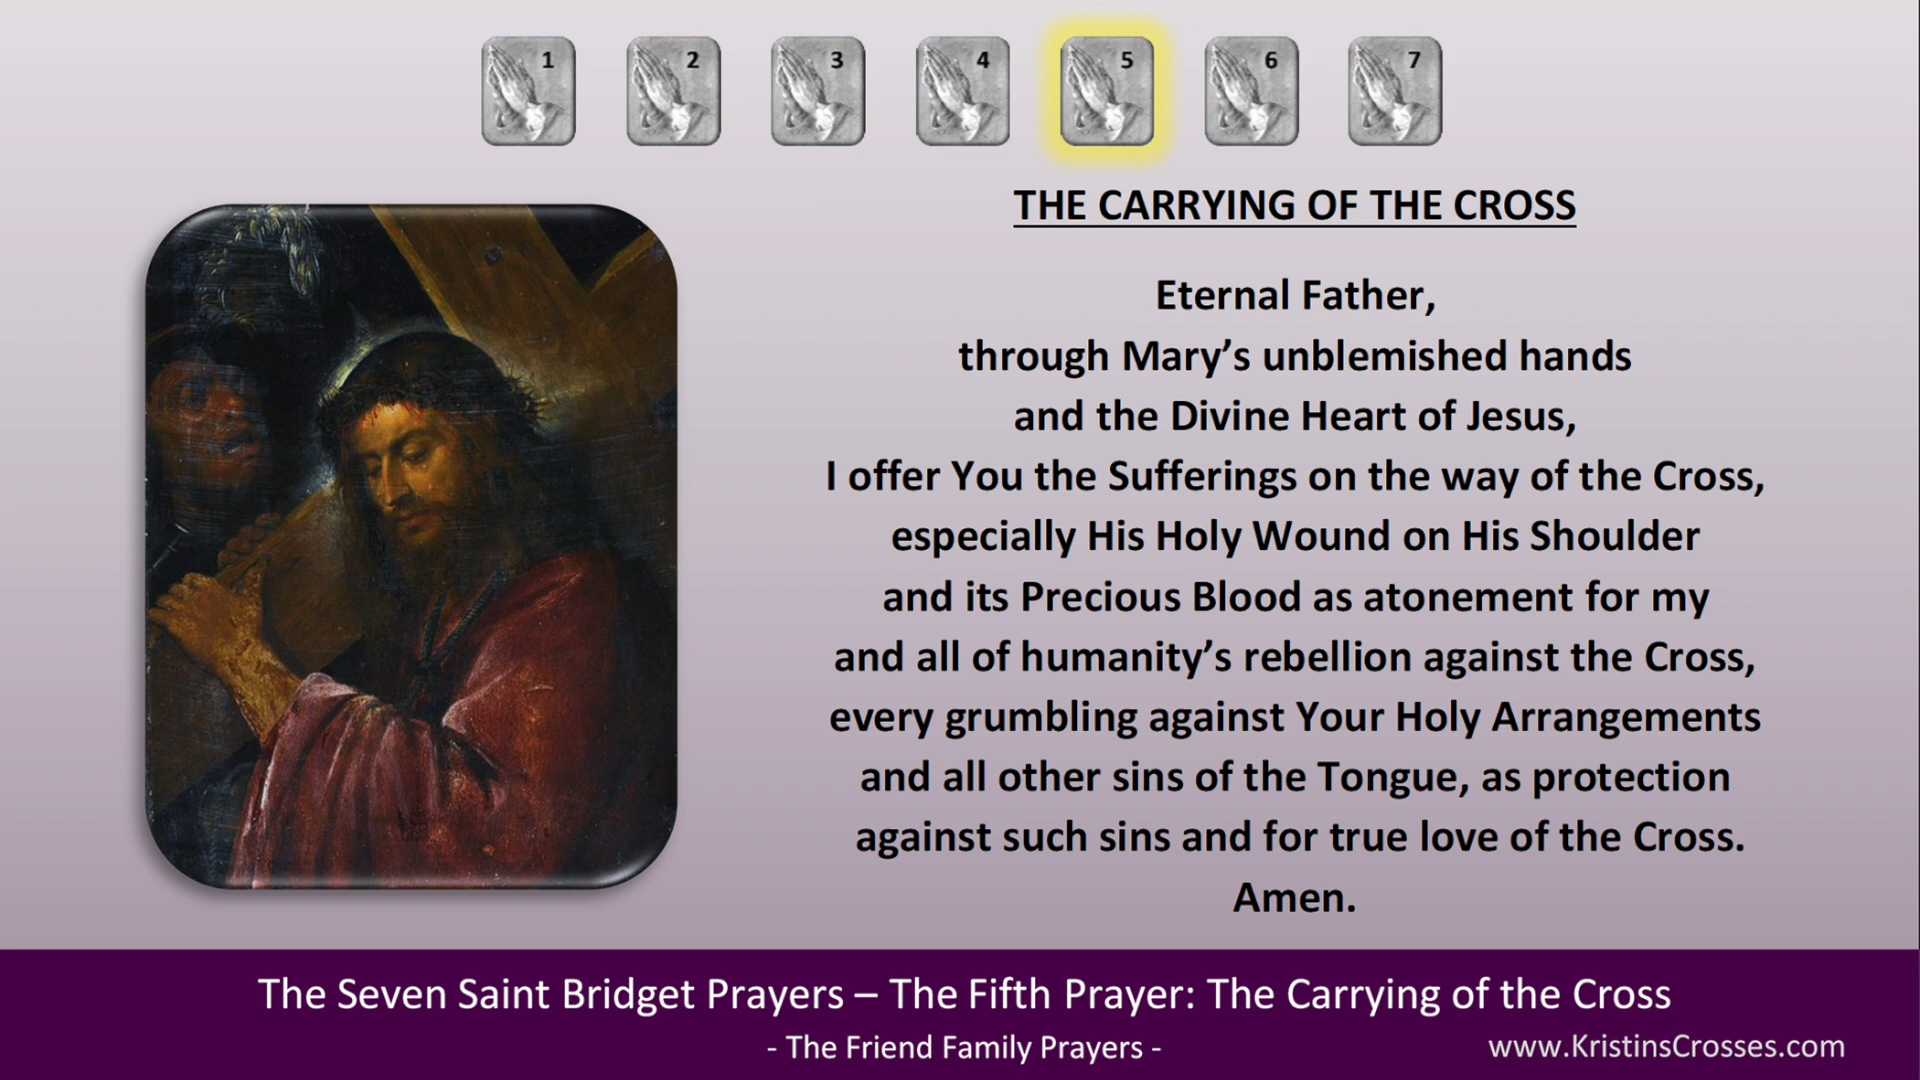 1 2 3 4 5 6 7
THE CARRYING OF THE CROSS
Eternal Father,
through Mary’s unblemished hands
and the Divine Heart of Jesus,
I offer You the Sufferings on the way of the Cross,
especially His Holy Wound on His Shoulder
and its Precious Blood as atonement for my
and all of humanity’s rebellion against the Cross,
every grumbling against Your Holy Arrangements
and all other sins of the Tongue, as protection
against such sins and for true love of the Cross.
Amen.
The Seven Saint Bridget Prayers – The Fifth Prayer: The Carrying of the Cross
- The Friend Family Prayers -
www.KristinsCrosses.com